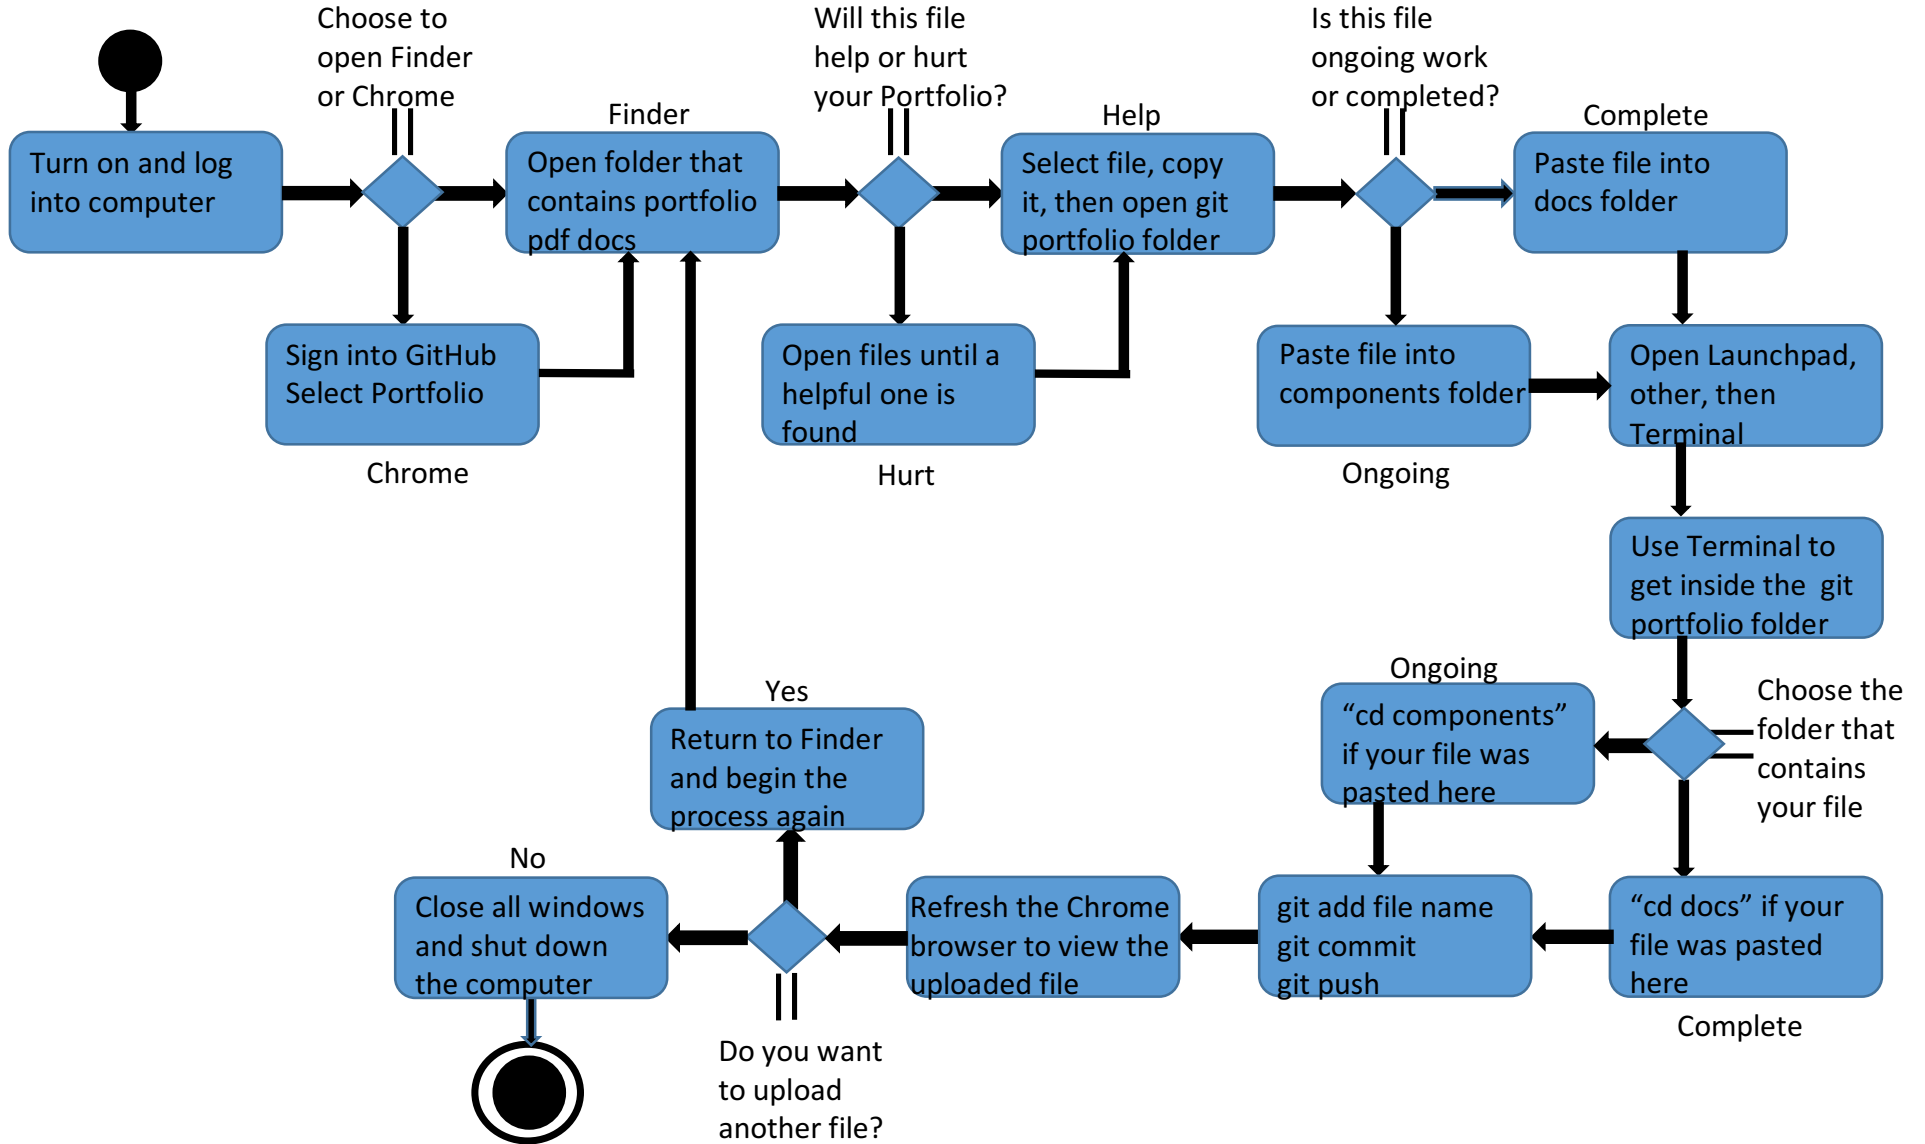 Choose to
open Finder
or Chrome
Will this file
help or hurt
your Portfolio?
Is this file
ongoing work
or completed?
Finder
Help
Complete
Turn on and log
into computer
Open folder that
contains portfolio
pdf docs
Select file, copy
it, then open git
portfolio folder
Paste file into
docs folder
Sign into GitHub
Select Portfolio
Chrome
Open files until a
helpful one is
found
Hurt
Paste file into
components folder
Ongoing
Open Launchpad,
other, then
Terminal
Use Terminal to
get inside the  git
portfolio folder
Choose the
folder that
contains
your file
Ongoing
“cd components”
if your file was
pasted here
“cd docs” if your
file was pasted
here
Complete
git add file name
git commit
git push
Refresh the Chrome
browser to view the
uploaded file
Do you want
to upload
another file?
Yes
Return to Finder
and begin the
process again
No
Close all windows
and shut down
the computer